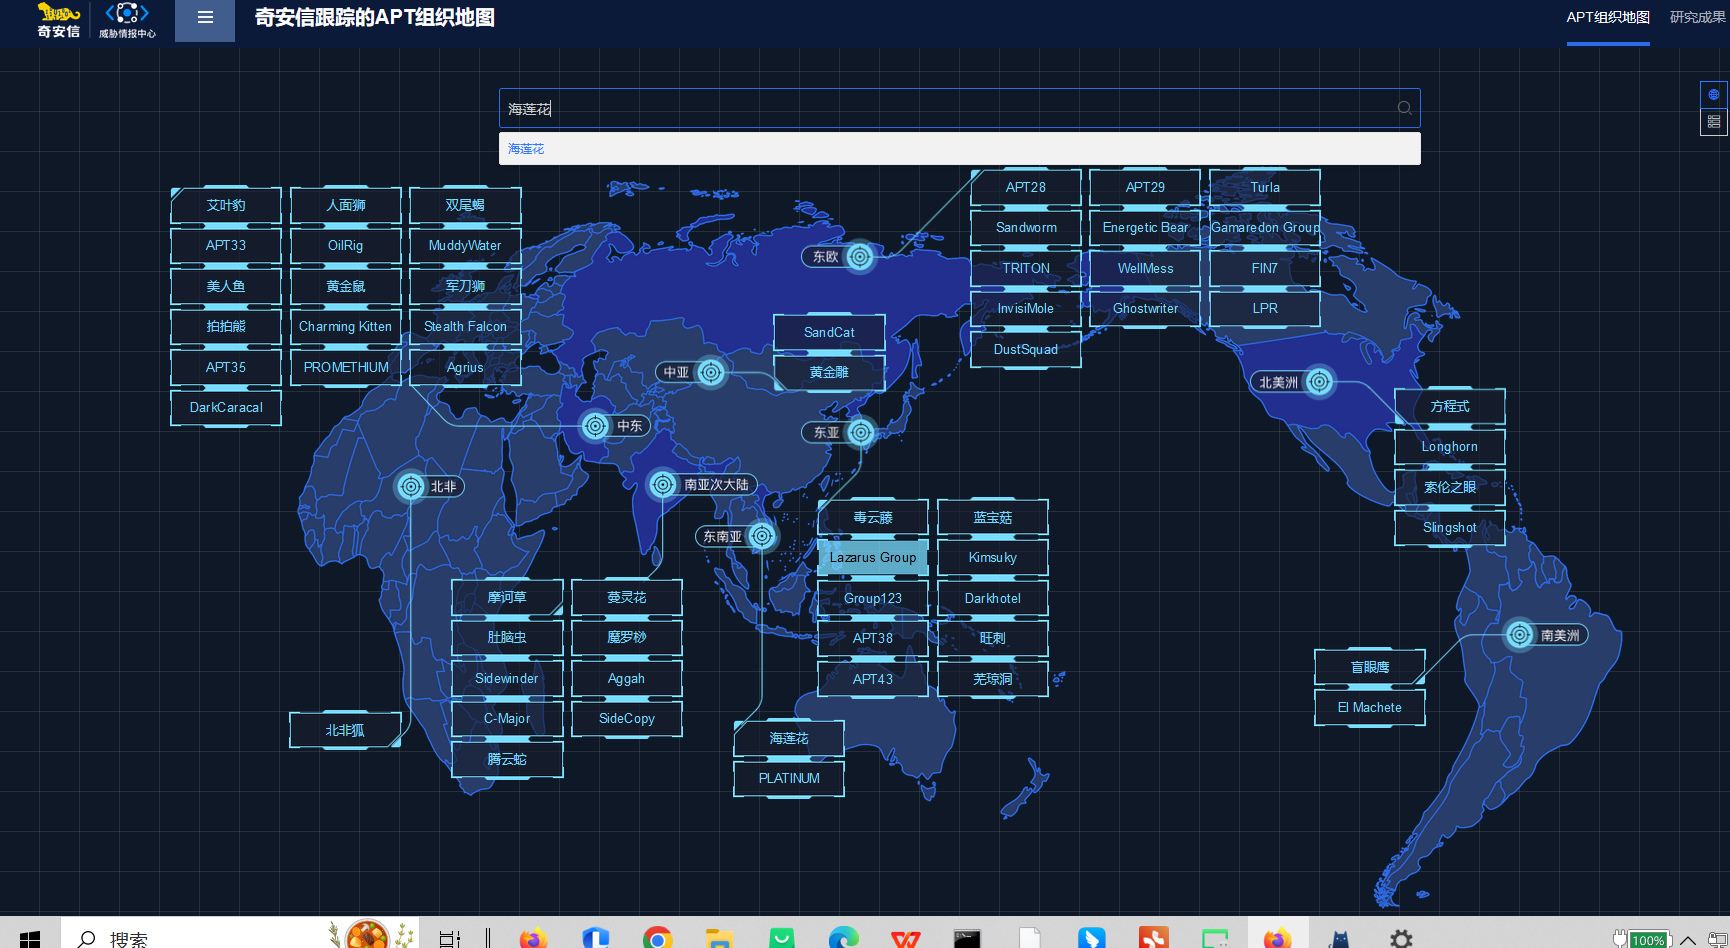 奇安信
威胁情报中心
奇安信跟踪的APT组织地图
APT组织地图
研究成果
海莲花
海莲花
艾叶豹
人面狮
双尾蝎
APT33
OilRig
MuddyWater
美人鱼
黄金鼠
军刀狮
拍拍熊
Charming Kitten
Stealth Falcon
APT35
PROMETHIUM
Agrius
DarkCaracal
APT28
APT29
Turla
Sandworm
Energetic Bear
Gamaredon Group
TRITON
WellMess
FIN7
InvisiMole
Ghostwriter
LPR
DustSquad
东欧
SandCat
黄金雕
中亚
中东
东亚
北美洲
方程式
Longhorn
索伦之眼
Slingshot
北非
南亚次大陆
东南亚
毒云藤
蓝宝菇
Lazarus Group
Kimsuky
Group123
Darkhotel
APT38
旺刺
APT43
芜琼洞
摩诃草
蔓灵花
肚脑虫
魔罗桫
Sidewinder
Aggah
C-Major
SideCopy
腾云蛇
北非狐
海莲花
PLATINUM
南美洲
盲眼鹰
El Machete
搜索
100%